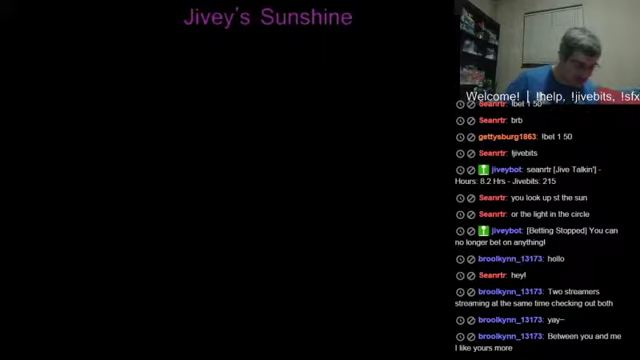 Jivey's Sunshine
Welcome! | !help, !jivebits, !sfx
Seanrtr: !bet 1 50
Seanrtr: brb
gettysburg1863: !bet 1 50
Seanrtr: !jivebits
jiveybot: seanrtr [Jive Talkin'] -
Hours: 8.2 Hrs - Jivebits: 215
Seanrtr: you look up st the sun
Seanrtr: or the light in the circle
jiveybot: [Betting Stopped] You can
no longer bet on anything!
broolkynn_13173: hello
Seanrtr: hey!
broolkynn_13173: Two streamers
streaming at the same time checking out both
broolkynn_13173: yay~
broolkynn_13173: Between you and me
I like yours more